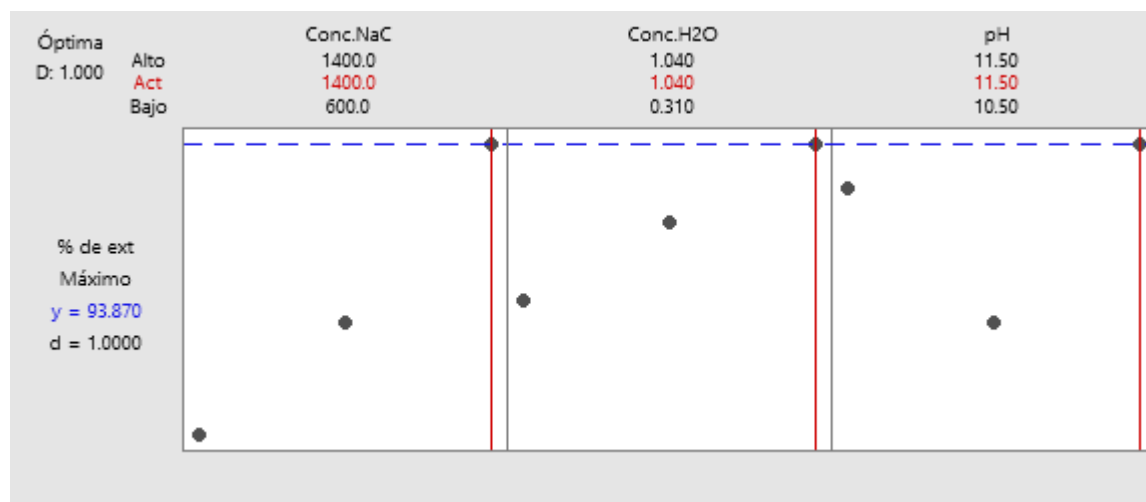 Óptima
D: 1.000
Conc.NaC Conc.H2O pH
Alto 1400.0 1.040 11.50
Act 1400.0 1.040 11.50
Bajo 600.0 0.310 10.50
% de ext
Máximo
y = 93.870
d = 1.0000